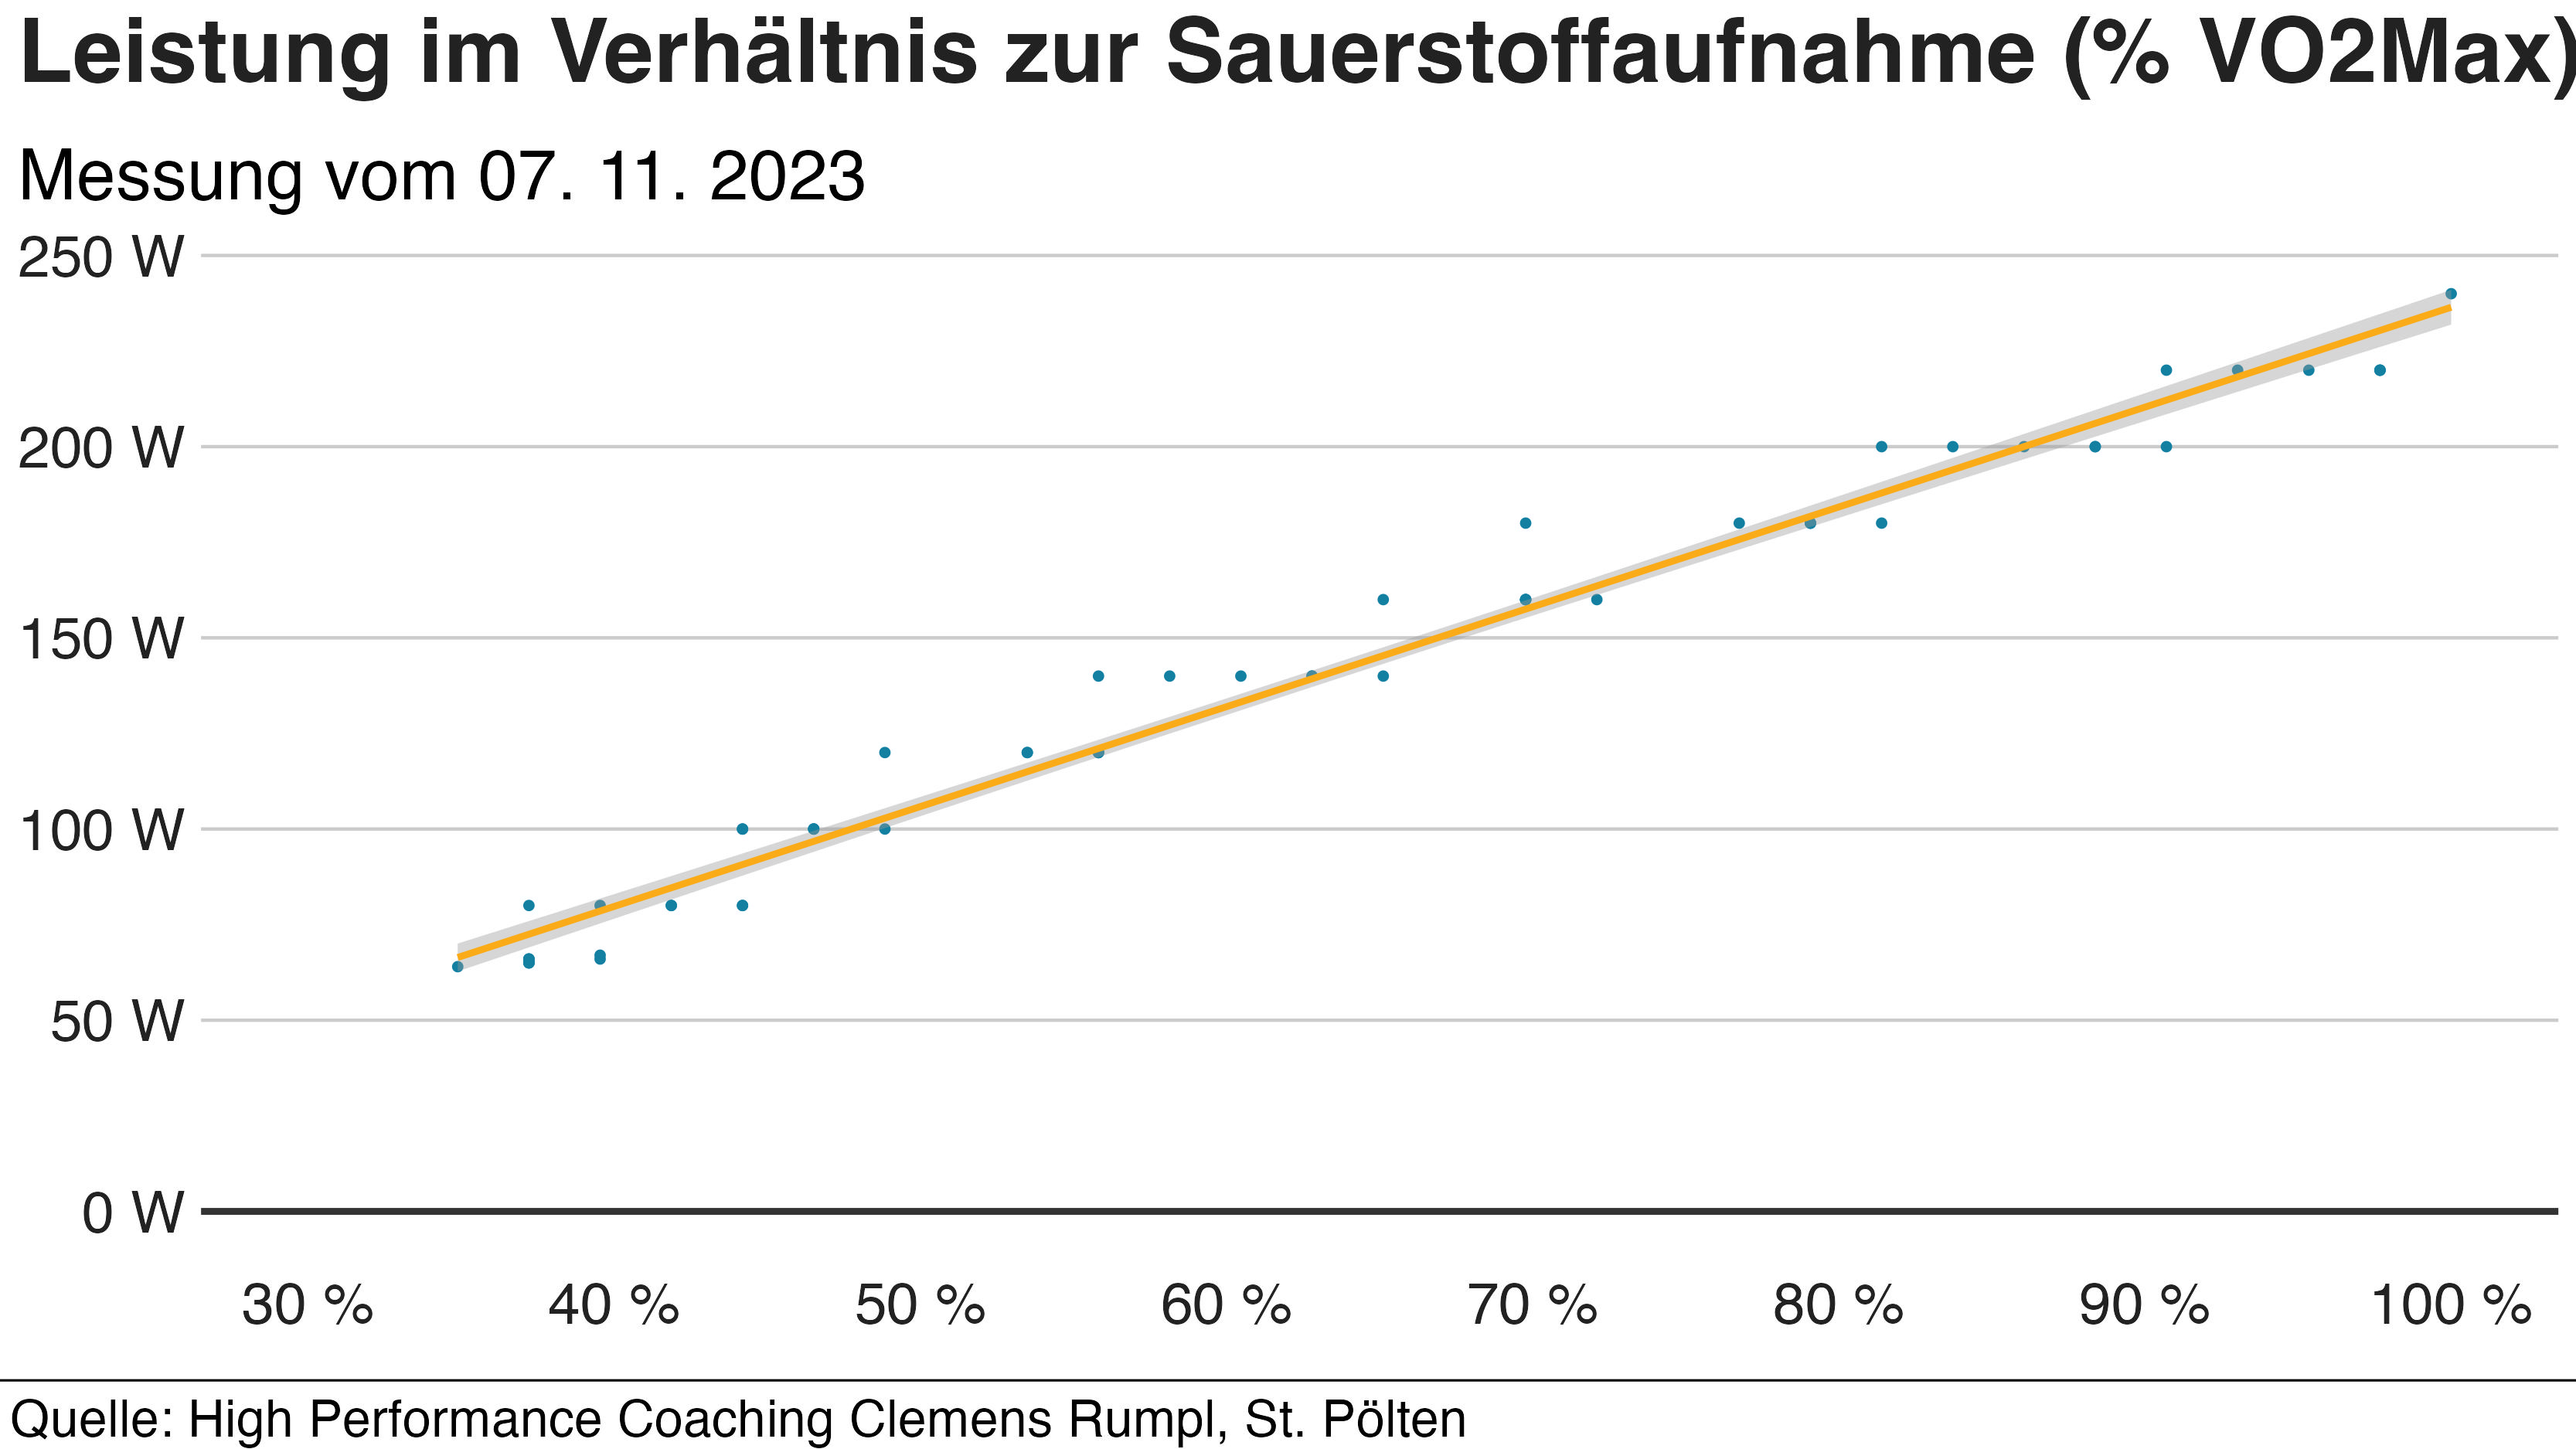 Leistung im Verhältnis zur Sauerstoffaufnahme (% VO2Max)
Messung vom 07. 11. 2023
250 W
200 W
150 W
100 W
50 W
0 W
30 % 40 % 50 % 60 % 70 % 80 % 90 % 100 %
Quelle: High Performance Coaching Clemens Rumpl, St. Pölten